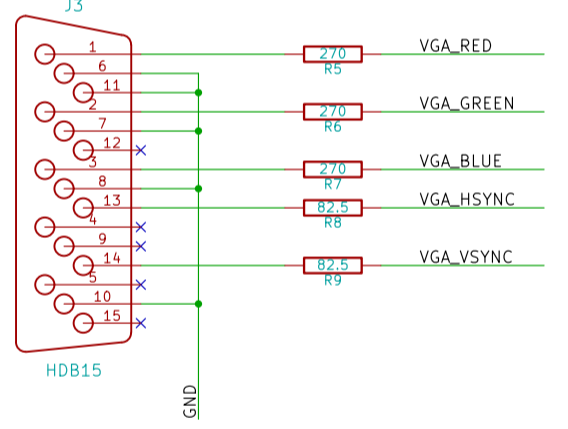 J3
1
270
R5
VGA_RED
6
11
2
270
R6
VGA_GREEN
7
12
3
270
R7
VGA_BLUE
8
13
82.5
R8
VGA_HSYNC
4
9
14
82.5
R9
VGA_VSYNC
5
10
15
HDB15
GND